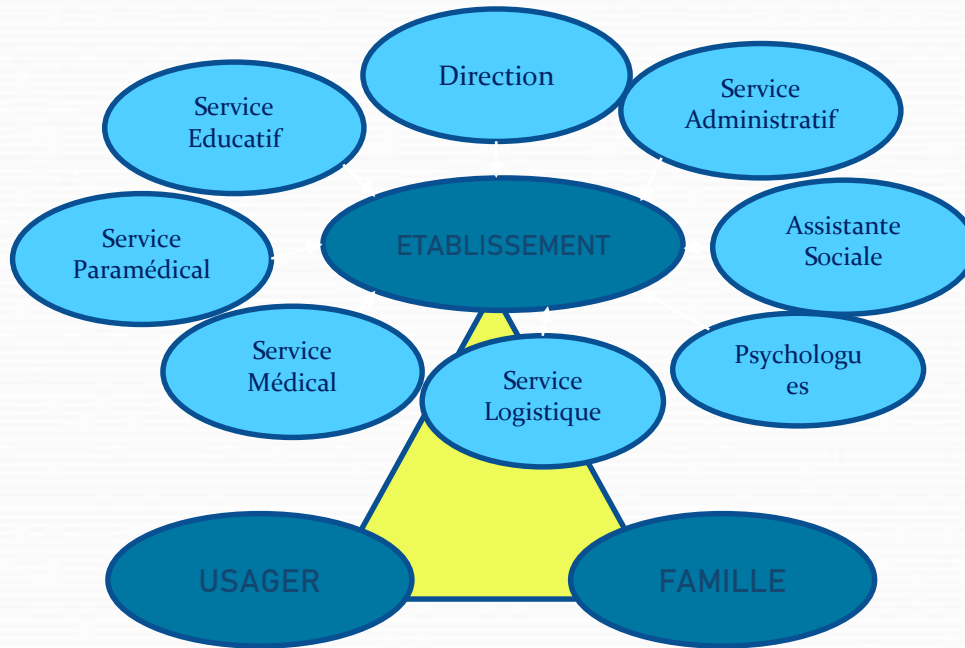 Direction
Service
Educatif
Service
Administratif
Service
Paramédical
ETABLISSEMENT
Assistante
Sociale
Service
Médical
Service
Logistique
Psychologu
es
USAGER
FAMILLE